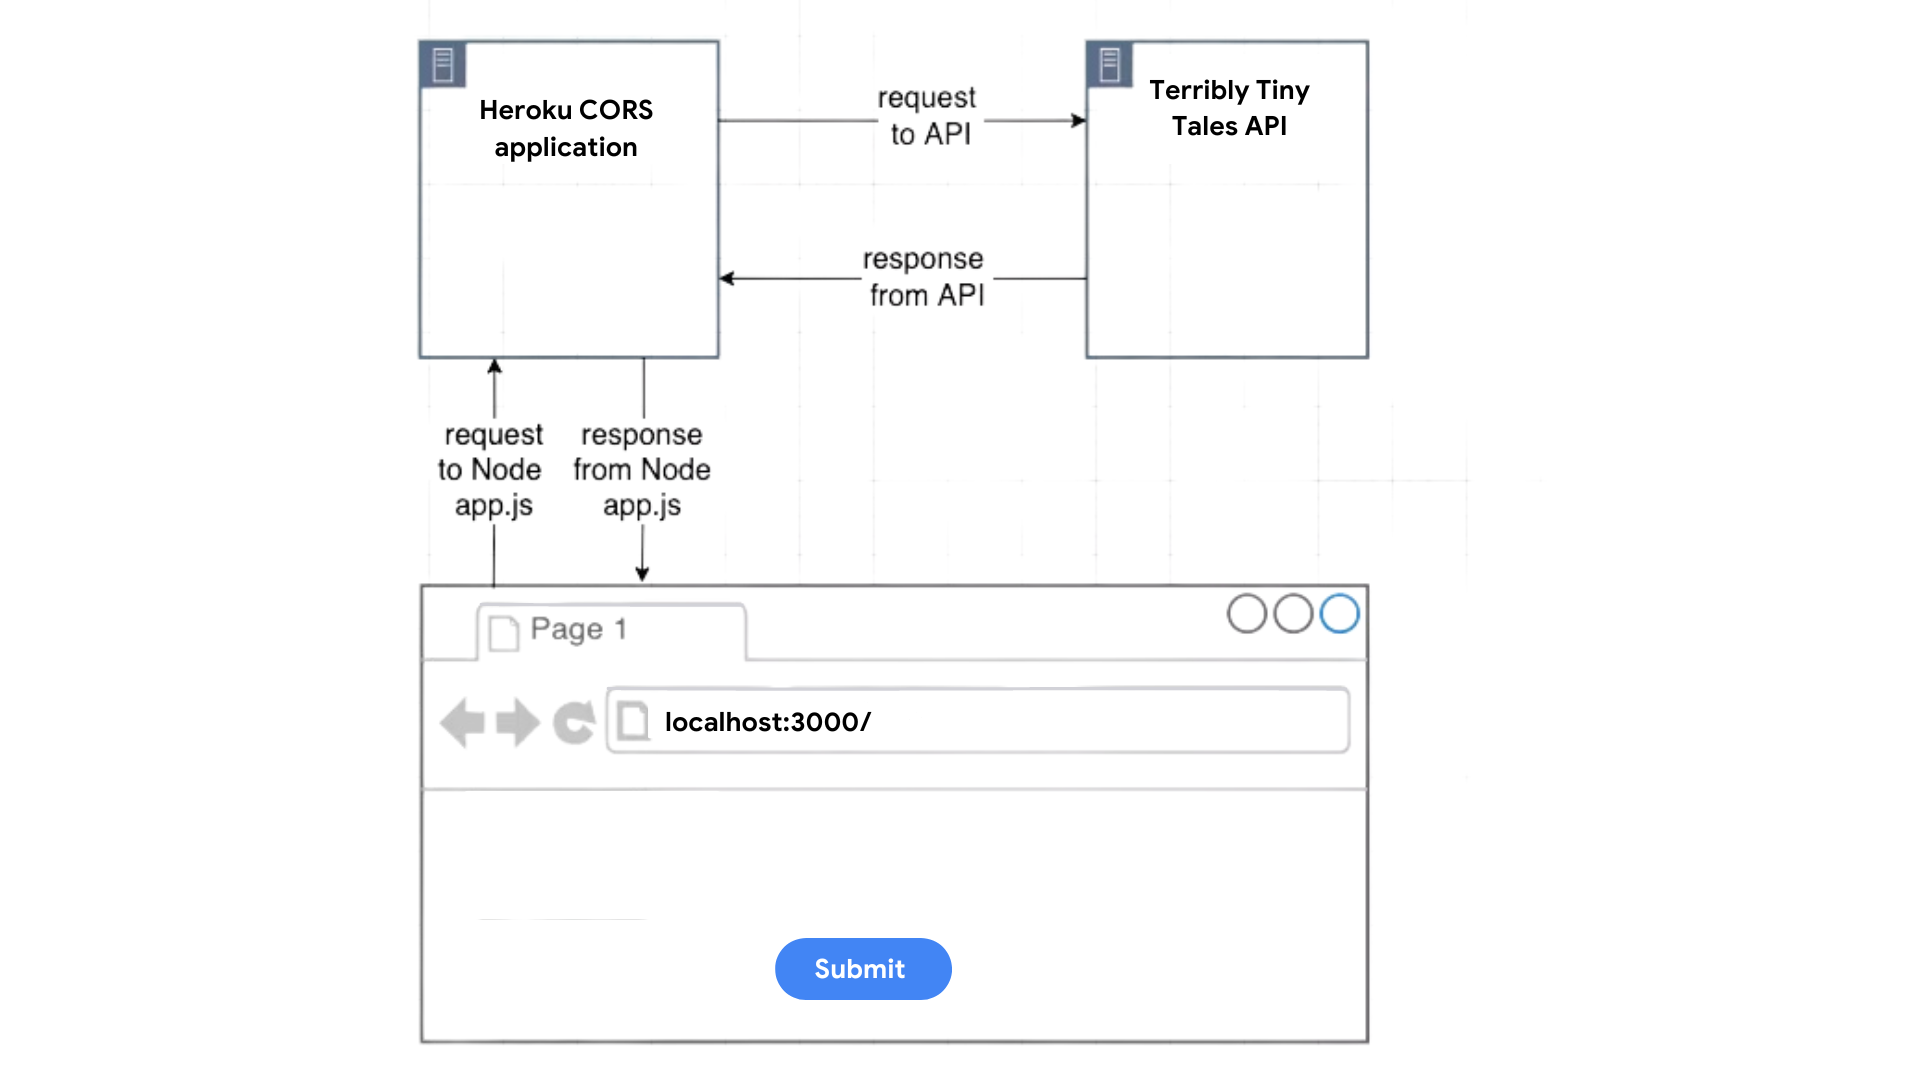 Heroku CORS
application
request
to API
Terribly Tiny
Tales API
response
from API
request
to Node
app.js
response
from Node
app.js
Page 1
localhost:3000/
Submit